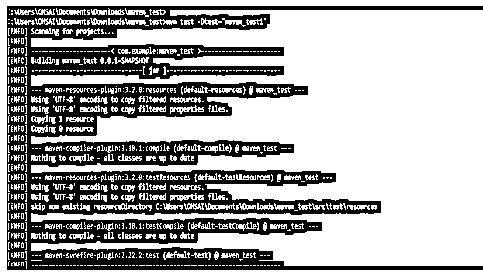 C:\Users\OMSAI\Documents\Downloads\maven_test>
C:\Users\OMSAI\Documents\Downloads\maven_test>mvn test -Dtest="maven_test1"
[INFO] Scanning for projects...
[INFO]
[INFO] ----------------------< com.example:maven_test >-----------------------
[INFO] Building maven_test 0.0.1-SNAPSHOT
[INFO] --------------------------------[ jar ]---------------------------------
[INFO]
[INFO] --- maven-resources-plugin:3.2.0:resources (default-resources) @ maven_test ---
[INFO] Using 'UTF-8' encoding to copy filtered resources.
[INFO] Using 'UTF-8' encoding to copy filtered properties files.
[INFO] Copying 1 resource
[INFO] Copying 0 resource
[INFO]
[INFO] --- maven-compiler-plugin:3.10.1:compile (default-compile) @ maven_test ---
[INFO] Nothing to compile - all classes are up to date
[INFO]
[INFO] --- maven-resources-plugin:3.2.0:testResources (default-testResources) @ maven_test ---
[INFO] Using 'UTF-8' encoding to copy filtered resources.
[INFO] Using 'UTF-8' encoding to copy filtered properties files.
[INFO] skip non existing resourceDirectory C:\Users\OMSAI\Documents\Downloads\maven_test\src\test\resources
[INFO]
[INFO] --- maven-compiler-plugin:3.10.1:testCompile (default-testCompile) @ maven_test ---
[INFO] Nothing to compile - all classes are up to date
[INFO]
[INFO] --- maven-surefire-plugin:2.22.2:test (default-test) @ maven_test ---
[INFO] ------------------------------------------------------------------------